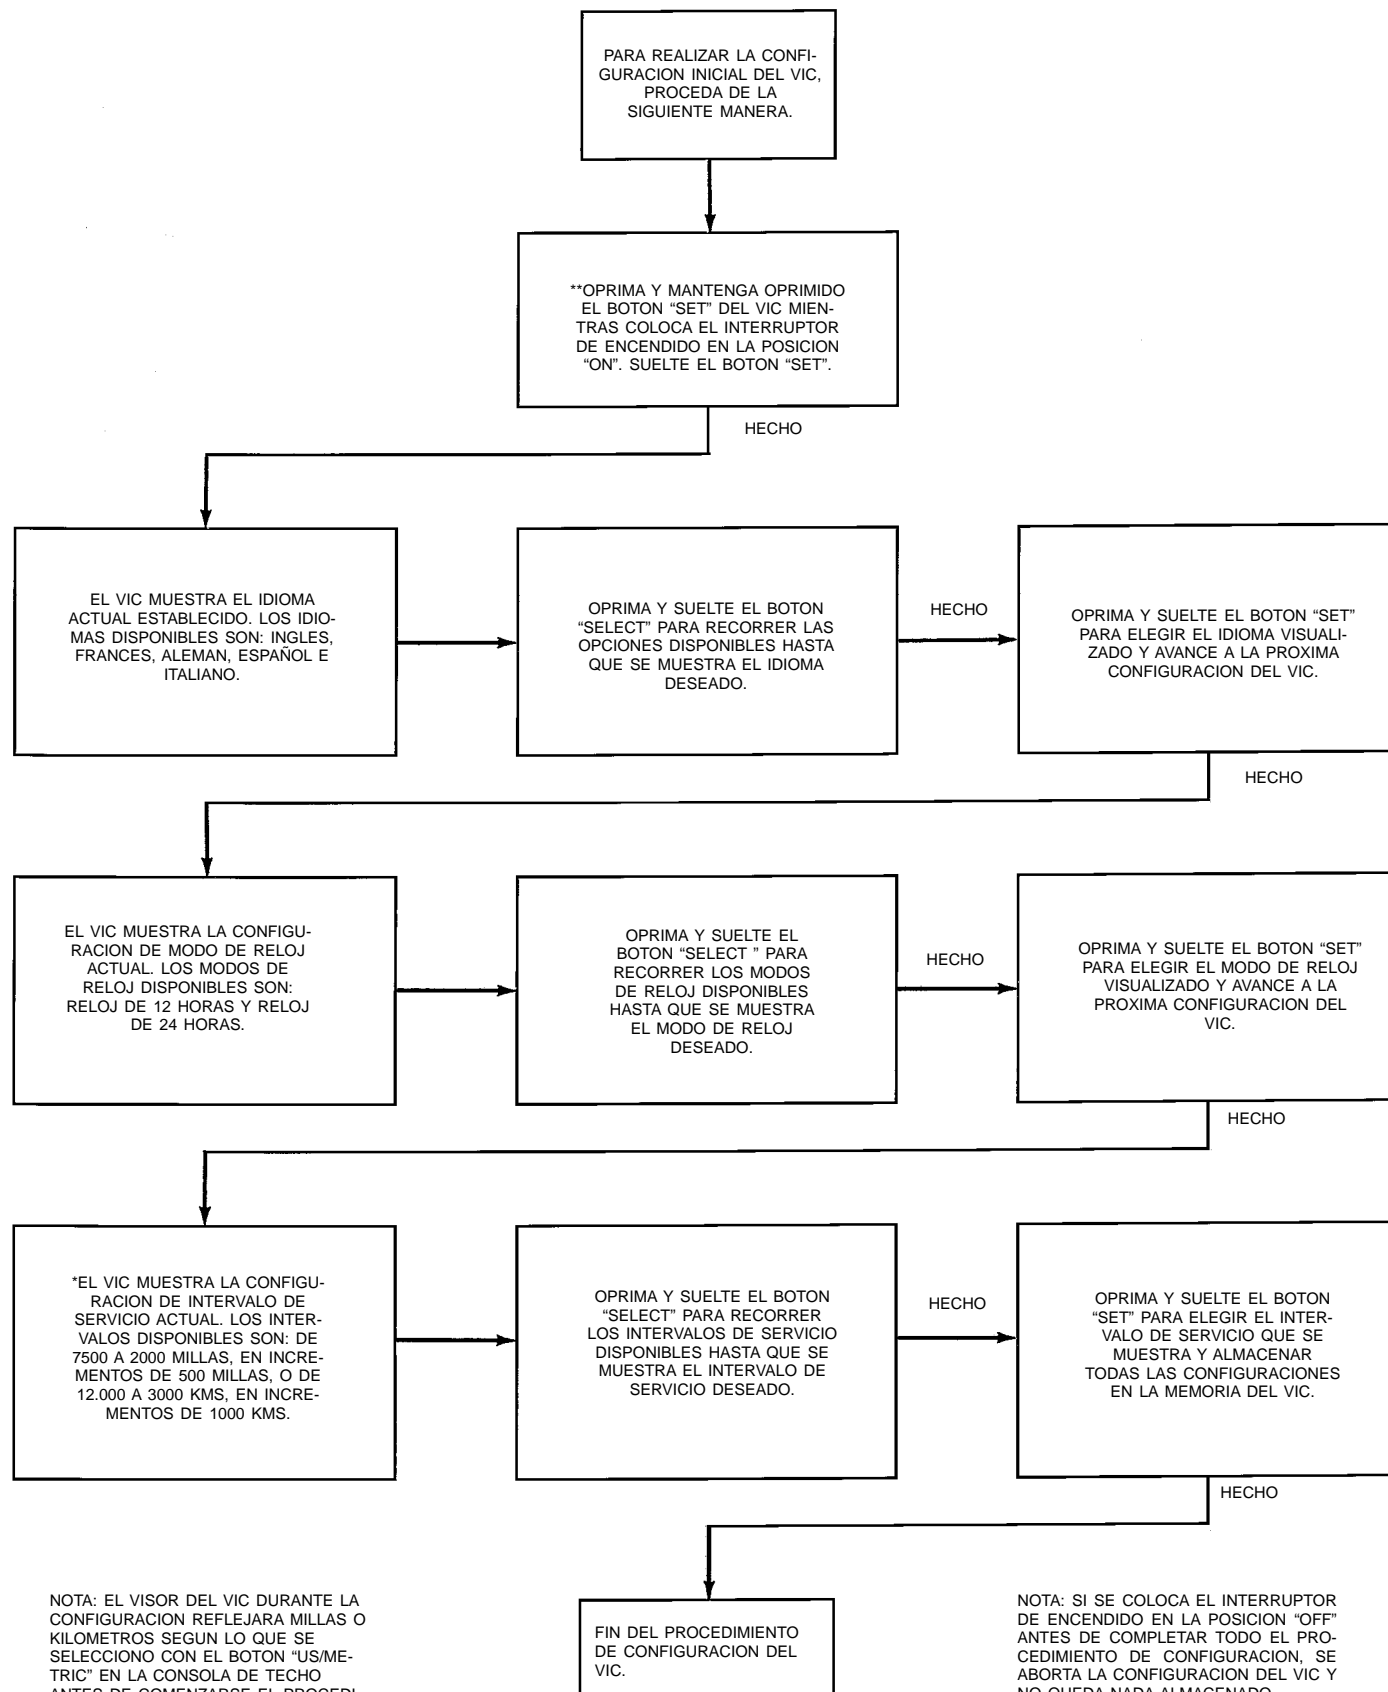 PARA REALIZAR LA CONFI-
GURACION INICIAL DEL VIC,
PROCEDA DE LA
SIGUIENTE MANERA.
**OPRIMA Y MANTENGA OPRIMIDO
EL BOTON “SET” DEL VIC MIEN-
TRAS COLOCA EL INTERRUPTOR
DE ENCENDIDO EN LA POSICION
“ON”. SUELTE EL BOTON “SET”.
HECHO
EL VIC MUESTRA EL IDIOMA
ACTUAL ESTABLECIDO. LOS IDIO-
MAS DISPONIBLES SON: INGLES,
FRANCES, ALEMAN, ESPAÑOL E
ITALIANO.
OPRIMA Y SUELTE EL BOTON
“SELECT” PARA RECORRER LAS
OPCIONES DISPONIBLES HASTA
QUE SE MUESTRA EL IDIOMA
DESEADO.
HECHO
OPRIMA Y SUELTE EL BOTON “SET”
PARA ELEGIR EL IDIOMA VISUALI-
ZADO Y AVANCE A LA PROXIMA
CONFIGURACION DEL VIC.
HECHO
EL VIC MUESTRA LA CONFIGU-
RACION DE MODO DE RELOJ
ACTUAL. LOS MODOS DE
RELOJ DISPONIBLES SON:
RELOJ DE 12 HORAS Y RELOJ
DE 24 HORAS.
OPRIMA Y SUELTE EL
BOTON “SELECT ” PARA
RECORRER LOS MODOS
DE RELOJ DISPONIBLES
HASTA QUE SE MUESTRA
EL MODO DE RELOJ
DESEADO.
HECHO
OPRIMA Y SUELTE EL BOTON “SET”
PARA ELEGIR EL MODO DE RELOJ
VISUALIZADO Y AVANCE A LA
PROXIMA CONFIGURACION DEL
VIC.
HECHO
*EL VIC MUESTRA LA CONFIGU-
RACION DE INTERVALO DE
SERVICIO ACTUAL. LOS INTER-
VALOS DISPONIBLES SON: DE
7500 A 2000 MILLAS, EN INCRE-
MENTOS DE 500 MILLAS, O DE
12.000 A 3000 KMS, EN INCRE-
MENTOS DE 1000 KMS.
OPRIMA Y SUELTE EL BOTON
“SELECT” PARA RECORRER
LOS INTERVALOS DE SERVICIO
DISPONIBLES HASTA QUE SE
MUESTRA EL INTERVALO DE
SERVICIO DESEADO.
HECHO
OPRIMA Y SUELTE EL BOTON
“SET” PARA ELEGIR EL INTER-
VALO DE SERVICIO QUE SE
MUESTRA Y ALMACENAR
TODAS LAS CONFIGURACIONES
EN LA MEMORIA DEL VIC.
HECHO
NOTA: EL VISOR DEL VIC DURANTE LA
CONFIGURACION REFLEJARA MILLAS O
KILOMETROS SEGUN LO QUE SE
SELECCIONO CON EL BOTON “US/ME-
TRIC” EN LA CONSOLA DE TECHO
ANTES DE COMENZARSE EL PROCEDI-
FIN DEL PROCEDIMIENTO
DE CONFIGURACION DEL
VIC.
NOTA: SI SE COLOCA EL INTERRUPTOR
DE ENCENDIDO EN LA POSICION “OFF”
ANTES DE COMPLETAR TODO EL PRO-
CEDIMIENTO DE CONFIGURACION, SE
ABORTA LA CONFIGURACION DEL VIC Y
NO QUEDA NADA ALMACENADO